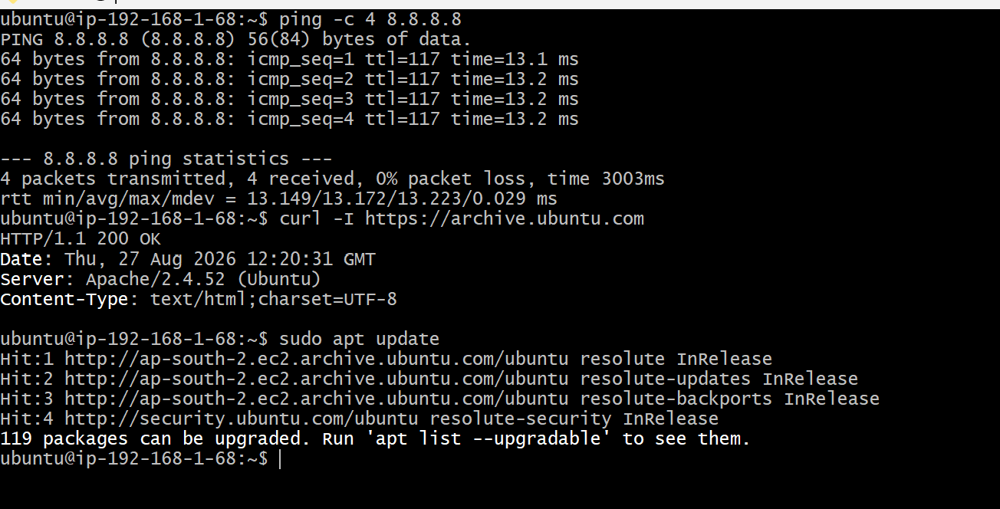 ubuntu@ip-192-168-1-68:~$ ping -c 4 8.8.8.8
PING 8.8.8.8 (8.8.8.8) 56(84) bytes of data.
64 bytes from 8.8.8.8: icmp_seq=1 ttl=117 time=13.1 ms
64 bytes from 8.8.8.8: icmp_seq=2 ttl=117 time=13.2 ms
64 bytes from 8.8.8.8: icmp_seq=3 ttl=117 time=13.2 ms
64 bytes from 8.8.8.8: icmp_seq=4 ttl=117 time=13.2 ms

--- 8.8.8.8 ping statistics ---
4 packets transmitted, 4 received, 0% packet loss, time 3003ms
rtt min/avg/max/mdev = 13.149/13.172/13.223/0.029 ms
ubuntu@ip-192-168-1-68:~$ curl -I https://archive.ubuntu.com
HTTP/1.1 200 OK
Date: Thu, 27 Aug 2026 12:20:31 GMT
Server: Apache/2.4.52 (Ubuntu)
Content-Type: text/html;charset=UTF-8

ubuntu@ip-192-168-1-68:~$ sudo apt update
Hit:1 http://ap-south-2.ec2.archive.ubuntu.com/ubuntu resolute InRelease
Hit:2 http://ap-south-2.ec2.archive.ubuntu.com/ubuntu resolute-updates InRelease
Hit:3 http://ap-south-2.ec2.archive.ubuntu.com/ubuntu resolute-backports InRelease
Hit:4 http://security.ubuntu.com/ubuntu resolute-security InRelease
119 packages can be upgraded. Run 'apt list --upgradable' to see them.
ubuntu@ip-192-168-1-68:~$